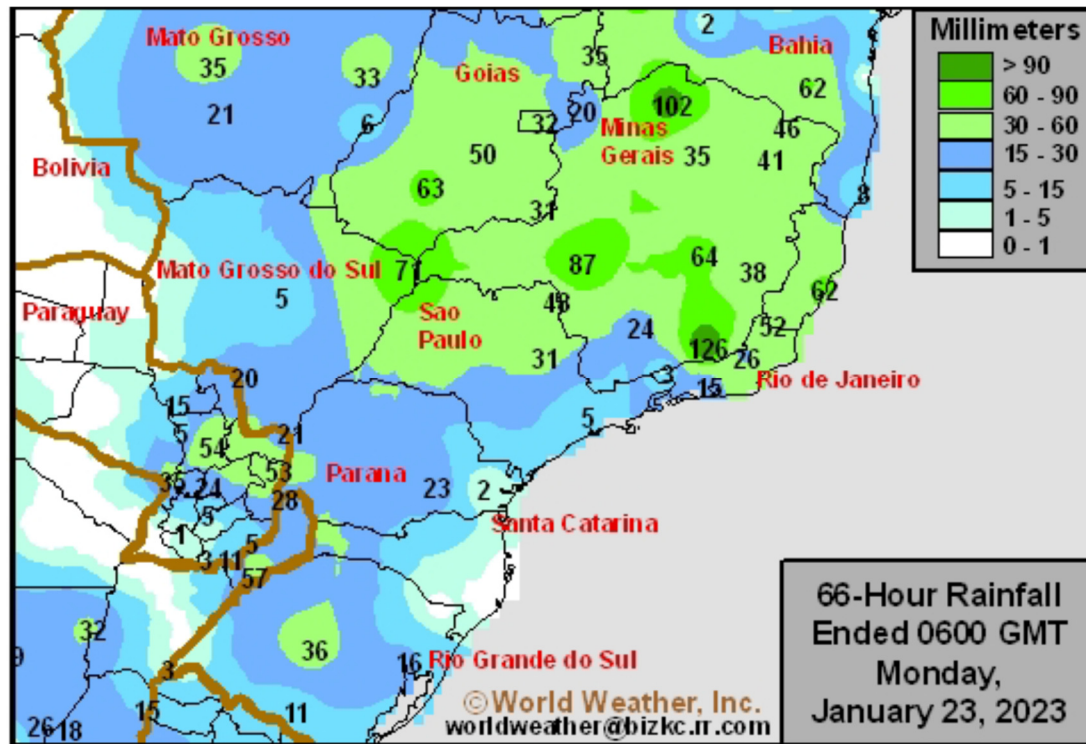 Millimeters
> 90
60 - 90
30 - 60
15 - 30
5 - 15
1 - 5
0 - 1
Mato Grosso
35
21
33
6
Goias
35
2
Bahia
62
32
20
102
Minas
Gerais
46
35
41
50
Bolivia
63
31
8
71
87
64
38
Mato Grosso do Sul
5
Paraguay
Sao
Paulo
48
24
62
52
31
126
26
3
15
Rio de Janeiro
20
15
5
5
21
54
53
35
24
28
Parana
23
2
Santa Catarina
5
1
5
3
11
57
32
36
16
Rio Grande do Sul
3
9
15
11
26
18
©World Weather, Inc.
worldweather@bizkc.rr.com
66-Hour Rainfall
Ended 0600 GMT
Monday,
January 23, 2023